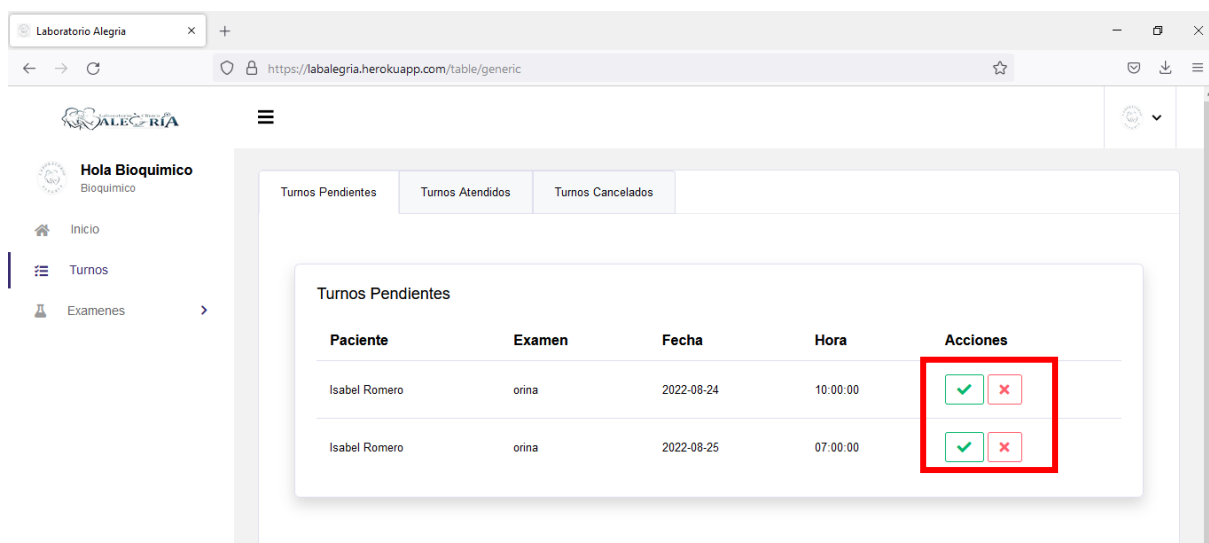 Laboratorio Alegria
https://labalegria.herokuapp.com/table/generic
ALEGRÍA
Hola Bioquimico
Bioquimico
Inicio
Turnos
Examenes
Turnos Pendientes Turnos Atendidos Turnos Cancelados
Turnos Pendientes
Paciente Examen Fecha Hora Acciones
Isabel Romero orina 2022-08-24 10:00:00
Isabel Romero orina 2022-08-25 07:00:00